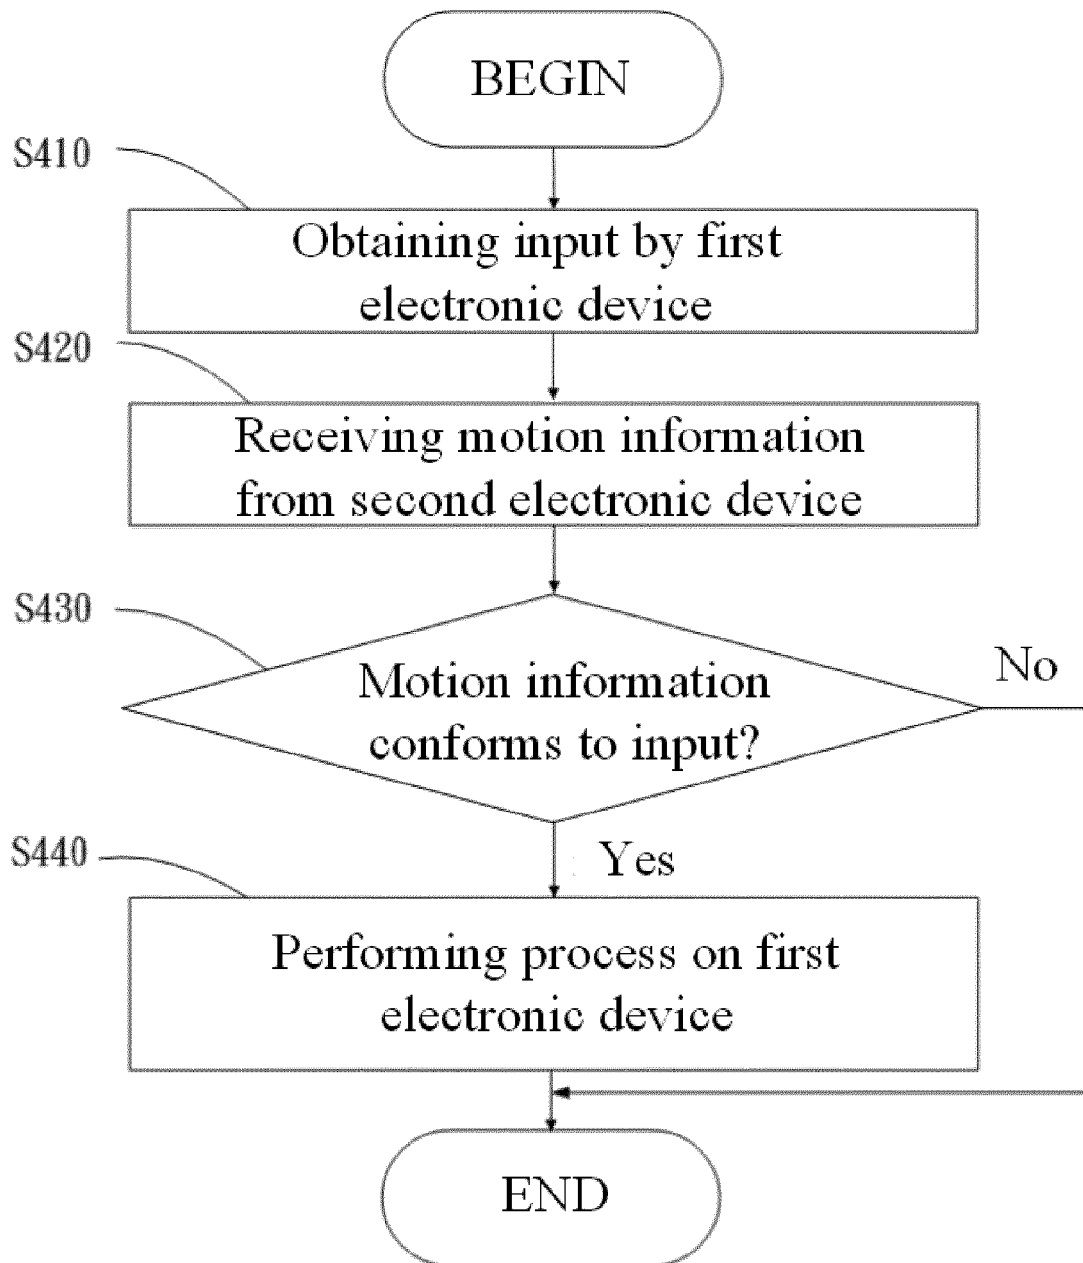 BEGIN
S410
Obtaining input by first
electronic device
S420
Receiving motion information
from second electronic device
S430
Motion information
conforms to input?
No
Yes
S440
Performing process on first
electronic device
END